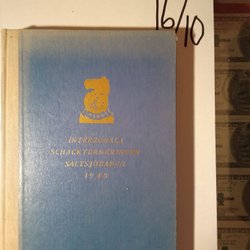 16/10
INTERZONALA
SCHACKTURNERINGEN
SALTSJÖBADEN
1948